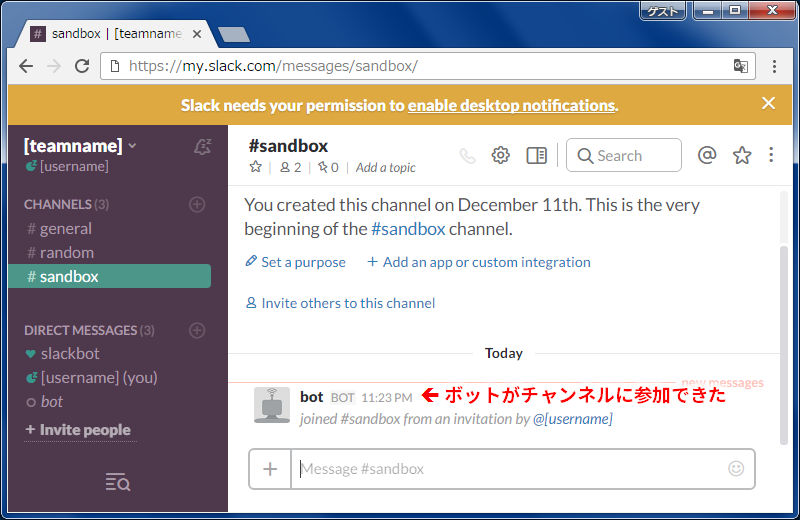 ゲスト
sandbox | [teamname
https://my.slack.com/messages/sandbox/
Slack needs your permission to enable desktop notifications.
[teamname]
[username]
CHANNELS (3)
# general
# random
# sandbox
DIRECT MESSAGES (3)
slackbot
[username] (you)
bot
+ Invite people
#sandbox
2 | 0 | Add a topic
Search
You created this channel on December 11th. This is the very
beginning of the #sandbox channel.
Set a purpose + Add an app or custom integration
Invite others to this channel
Today
new messages
bot BOT 11:23 PM ← ボットがチャンネルに参加できた
joined #sandbox from an invitation by @[username]
Message #sandbox